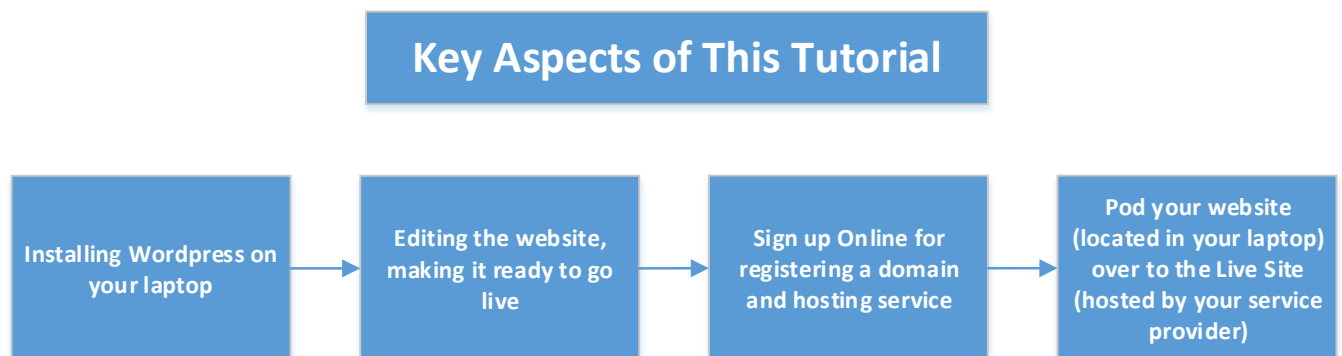 Key Aspects of This Tutorial
Installing Wordpress on
your laptop
Editing the website,
making it ready to go
live
Sign up Online for
registering a domain
and hosting service
Pod your website
(located in your laptop)
over to the Live Site
(hosted by your service
provider)